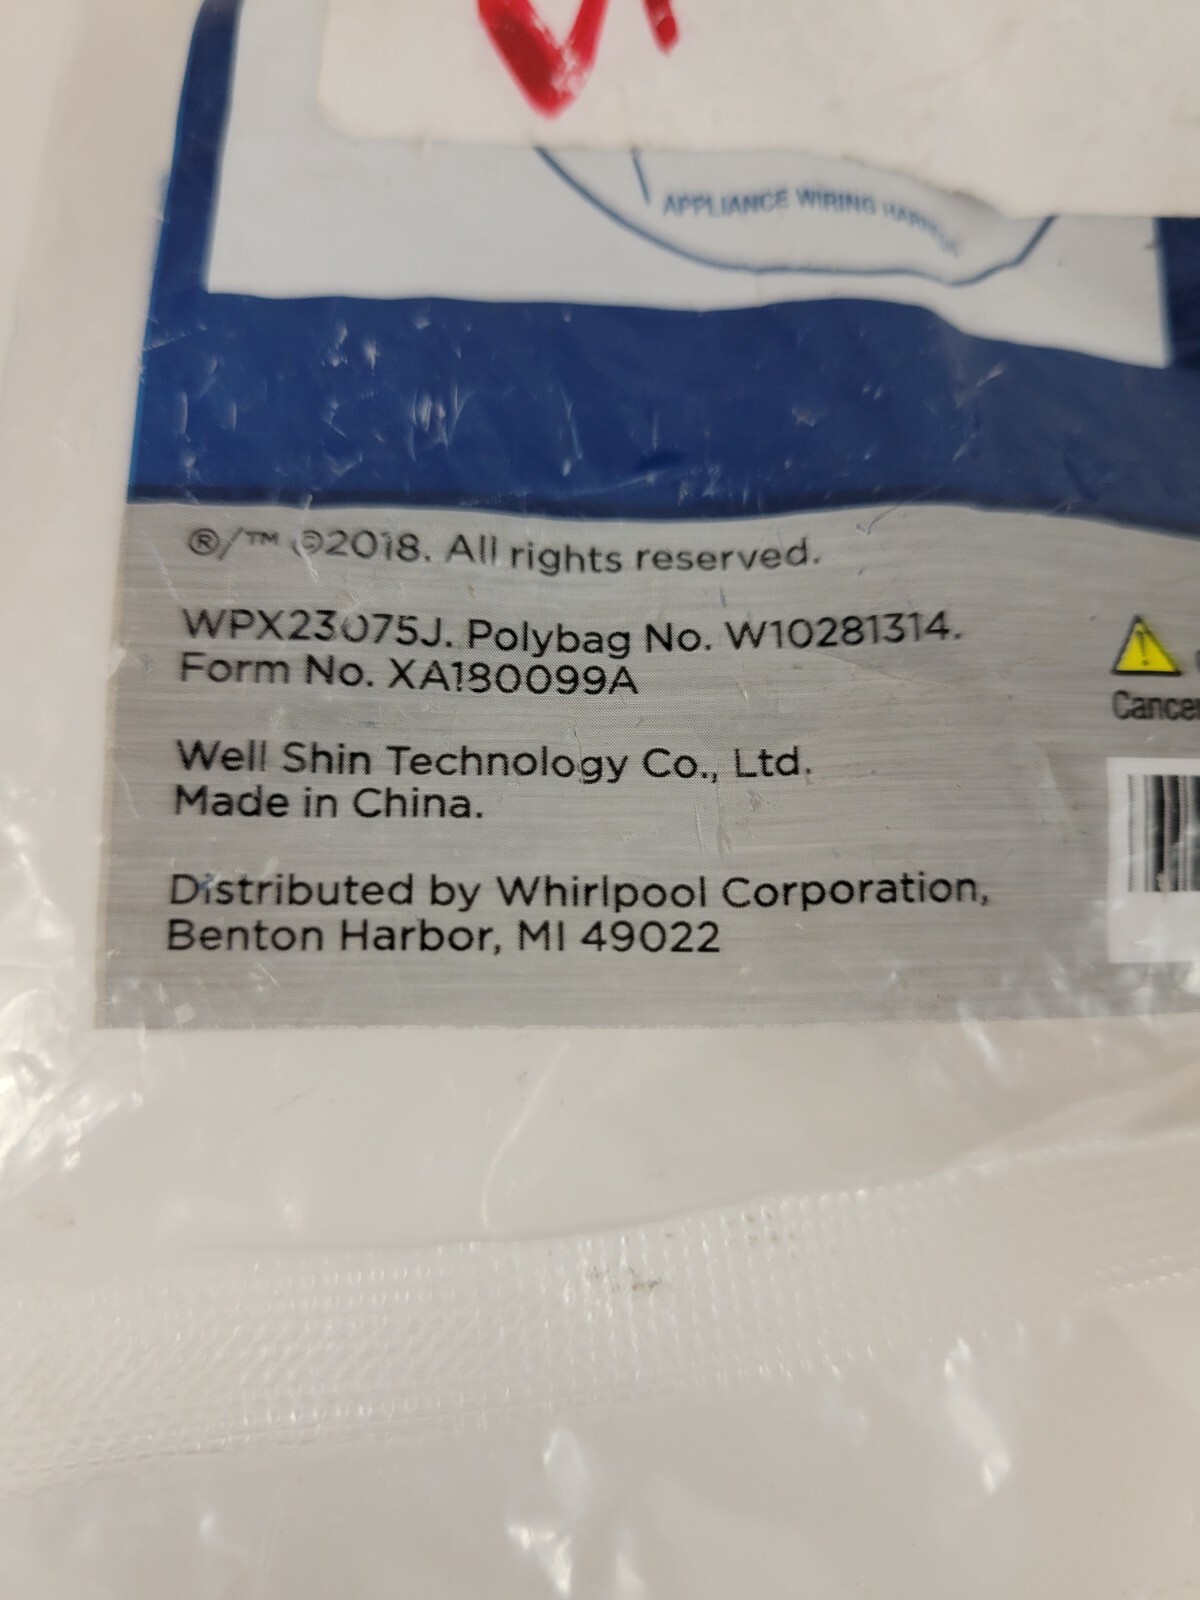 APPLIANCE WIRING HARNESS
®/™ ©2018. All rights reserved.
WPX23075J. Polybag No. W10281314.
Form No. XA180099A
Well Shin Technology Co., Ltd.
Made in China.
Distributed by Whirlpool Corporation,
Benton Harbor, MI 49022
Cancer